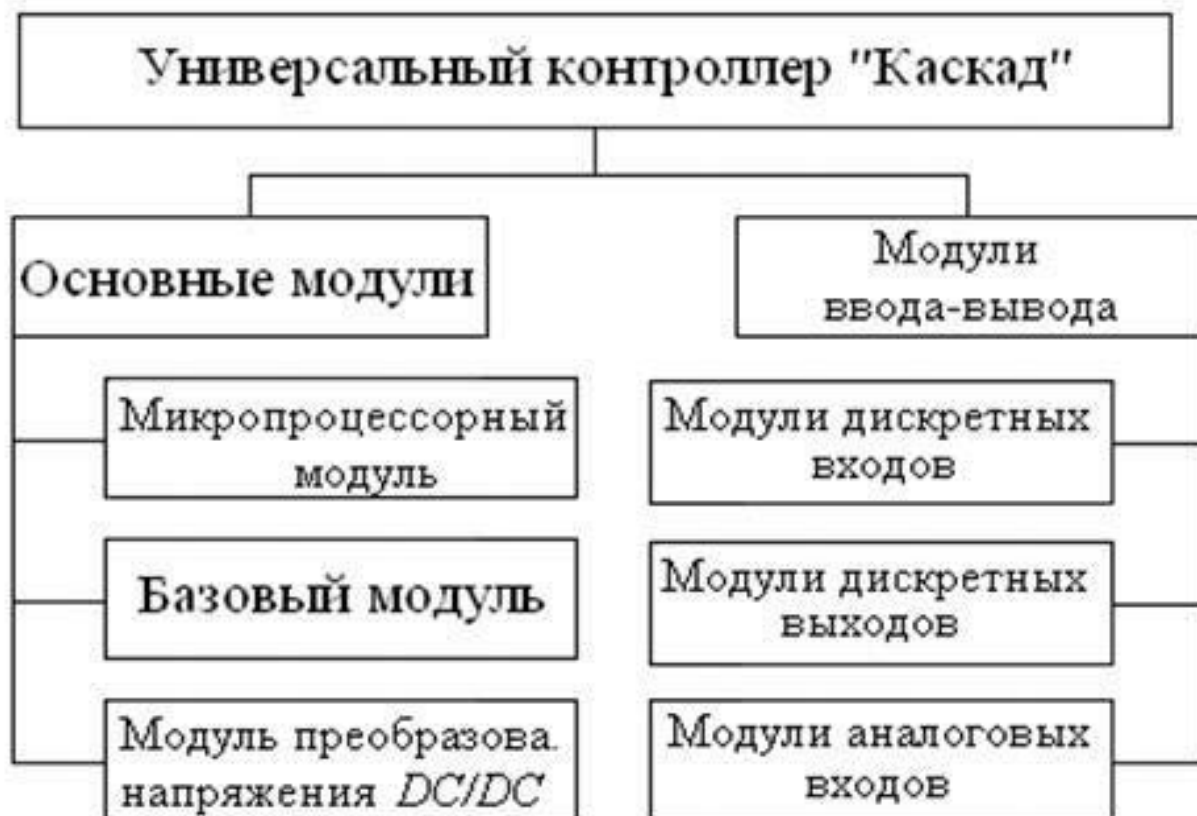 Универсальный контроллер "Каскад"
Основные модули
Модули
ввода-вывода
Микропроцессорный
модуль
Модули дискретных
входов
Базовый модуль
Модули дискретных
выходов
Модуль преобразова.
напряжения DC/DC
Модули аналоговых
входов